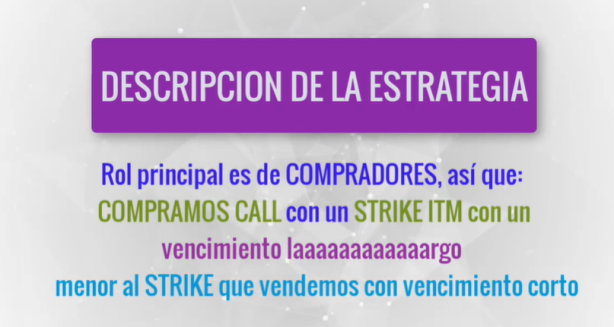 DESCRIPCION DE LA ESTRATEGIA
Rol principal es de COMPRADORES, así que:
COMPRAMOS CALL con un STRIKE ITM con un
vencimiento laaaaaaaaaaaaargo
menor al STRIKE que vendemos con vencimiento corto